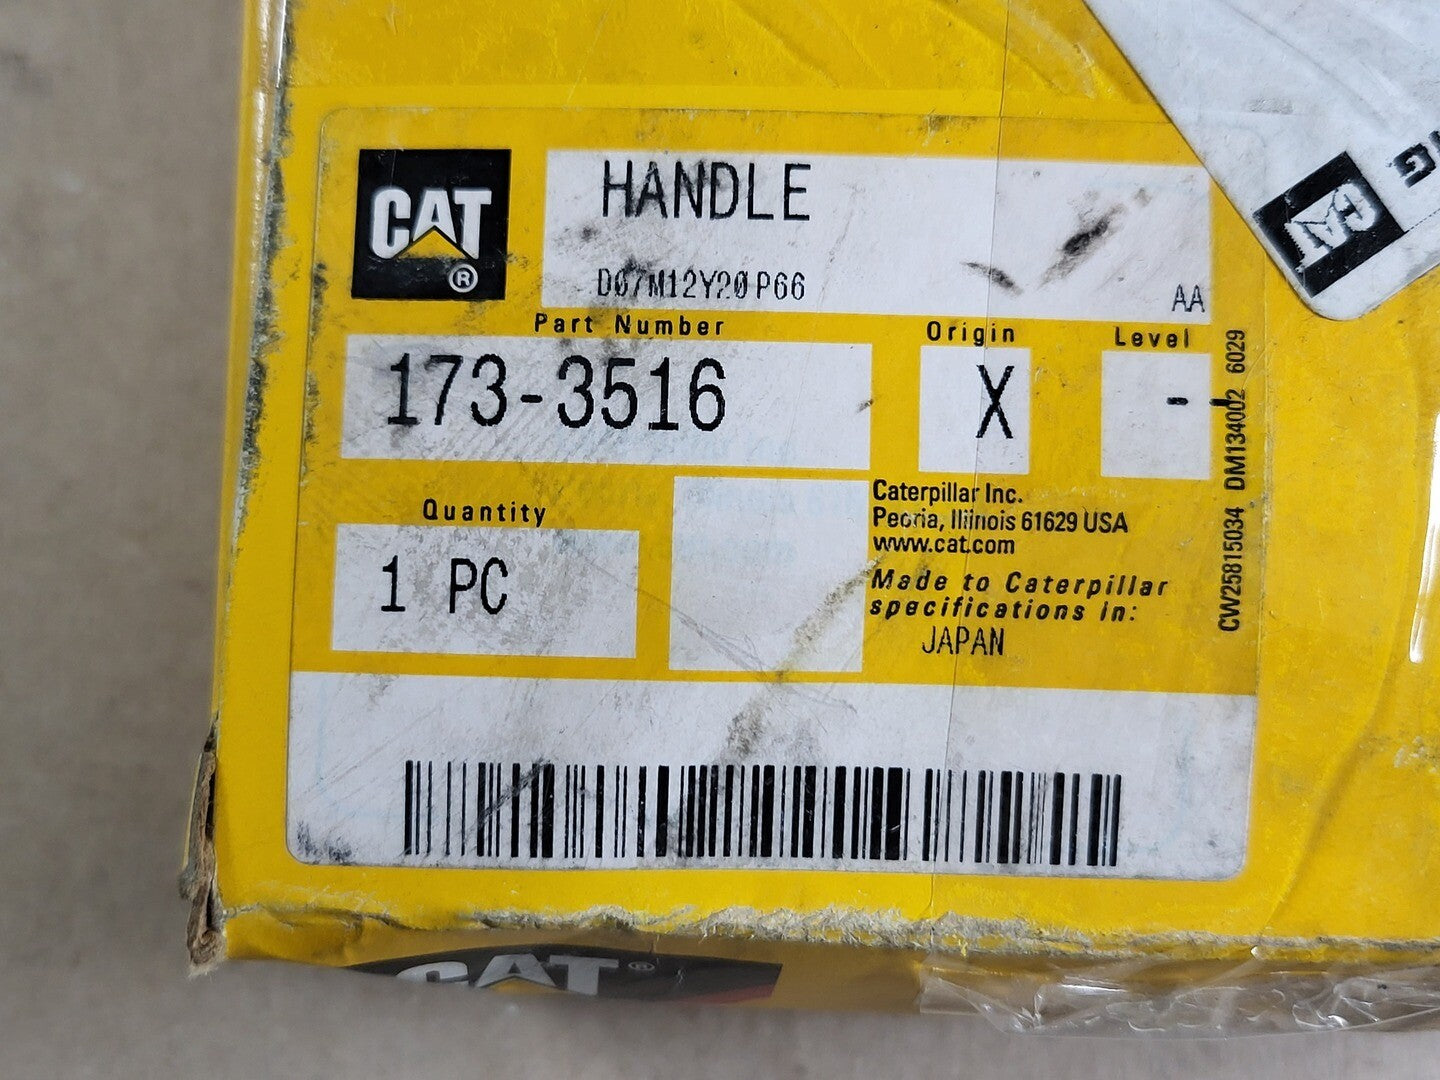 CAT®
HANDLE
D07M12Y20P66
AA
Part Number
Origin
Level
173-3516
X
-
Quantity
1 PC
Caterpillar Inc.
Peoria, Illinois 61629 USA
www.cat.com
Made to Caterpillar
specifications in:
JAPAN
CW25815034 DM134002 6029
CAT
CAT®